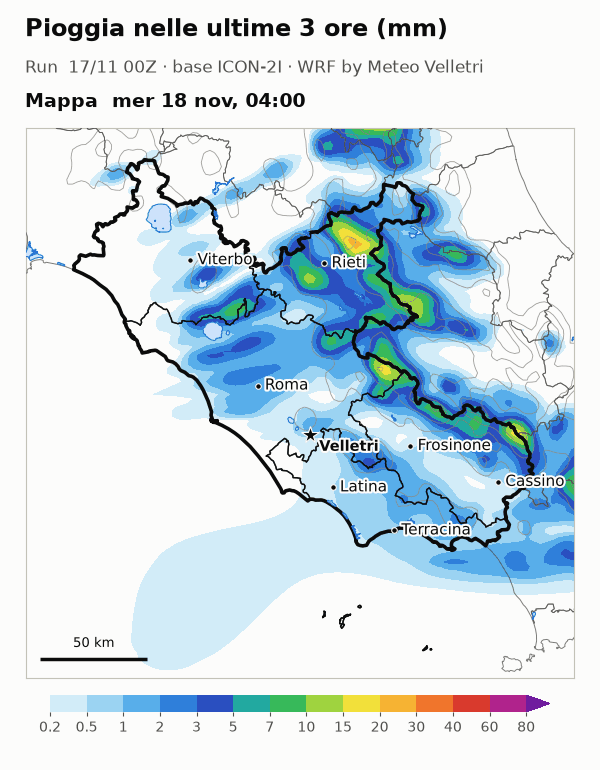 Pioggia nelle ultime 3 ore (mm)
Run 17/11 00Z · base ICON-2I · WRF by Meteo Velletri
Mappa mer 18 nov, 04:00
Viterbo
Rieti
Roma
Velletri
Frosinone
Cassino
Latina
Terracina
50 km
0.2 0.5 1 2 3 5 7 10 15 20 30 40 60 80